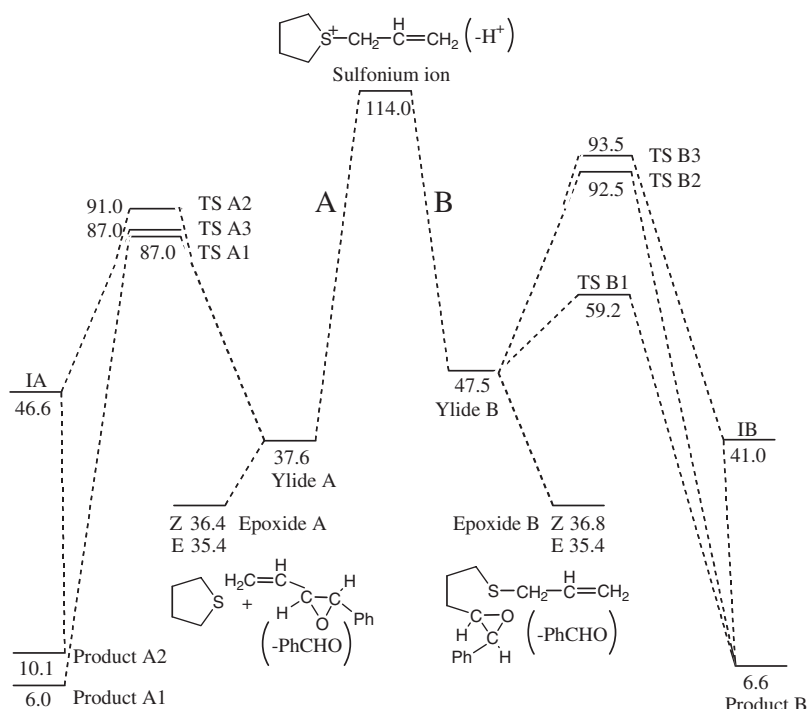 S+—CH2—C=CH2 (-H+)
H
Sulfonium ion
114.0
A
B
91.0 TS A2
87.0 TS A3
87.0 TS A1
93.5 TS B3
92.5 TS B2
TS B1
59.2
IA
46.6
47.5
Ylide B
37.6
Ylide A
IB
41.0
Z 36.4 Epoxide A
E 35.4
Epoxide B Z 36.8
E 35.4
S + H2C=C H H C C H O Ph
(-PhCHO)
S—CH2—C=CH2
H
H C C O Ph H
(-PhCHO)
10.1 Product A2
6.0 Product A1
6.6
Product B